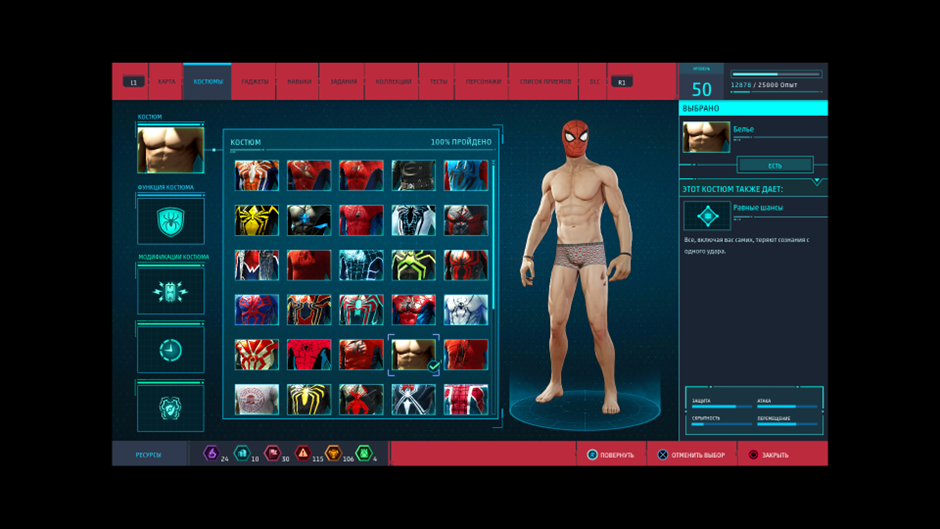 L1
КАРТА
КОСТЮМЫ
ГАДЖЕТЫ
НАВЫКИ
ЗАДАНИЯ
КОЛЛЕКЦИИ
ТЕСТЫ
ПЕРСОНАЖИ
СПИСОК ПРИЕМОВ
DLC
R1
УРОВЕНЬ
50
12878 / 25000 Опыт
КОСТЮМ
ФУНКЦИЯ КОСТЮМА
МОДИФИКАЦИИ КОСТЮМА
КОСТЮМ
100% ПРОЙДЕНО
ВЫБРАНО
Белье
ЕСТЬ
ЭТОТ КОСТЮМ ТАКЖЕ ДАЕТ:
Равные шансы
Все, включая вас самих, теряют сознания с
одного удара.
ЗАЩИТА
АТАКА
СКРЫТНОСТЬ
ПЕРЕМЕЩЕНИЕ
РЕСУРСЫ
24
10
30
115
106
4
ПОВЕРНУТЬ
ОТМЕНИТЬ ВЫБОР
ЗАКРЫТЬ